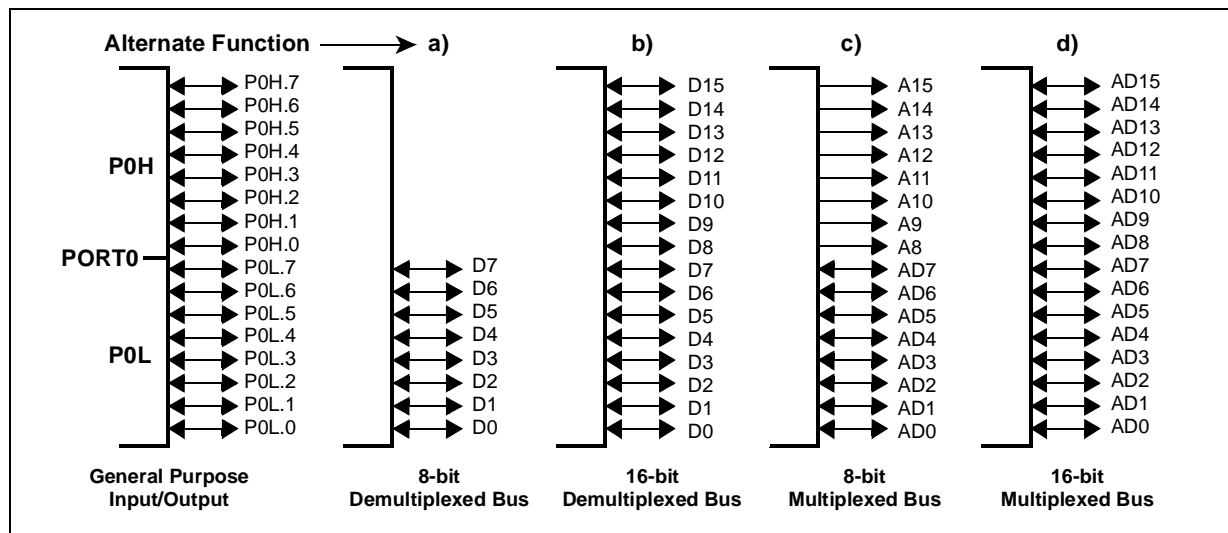 Alternate Function a) b) c) d)
P0H.7 D15 A15 AD15
P0H.6 D14 A14 AD14
P0H.5 D13 A13 AD13
P0H.4 D12 A12 AD12
P0H
P0H.3 D11 A11 AD11
P0H.2 D10 A10 AD10
P0H.1 D9 A9 AD9
P0H.0 D8 A8 AD8
PORT0
P0L.7 D7 D7 AD7 AD7
P0L.6 D6 D6 AD6 AD6
P0L.5 D5 D5 AD5 AD5
P0L.4 D4 D4 AD4 AD4
P0L
P0L.3 D3 D3 AD3 AD3
P0L.2 D2 D2 AD2 AD2
P0L.1 D1 D1 AD1 AD1
P0L.0 D0 D0 AD0 AD0
General Purpose 8-bit 16-bit 8-bit 16-bit
Input/Output Demultiplexed Bus Demultiplexed Bus Multiplexed Bus Multiplexed Bus